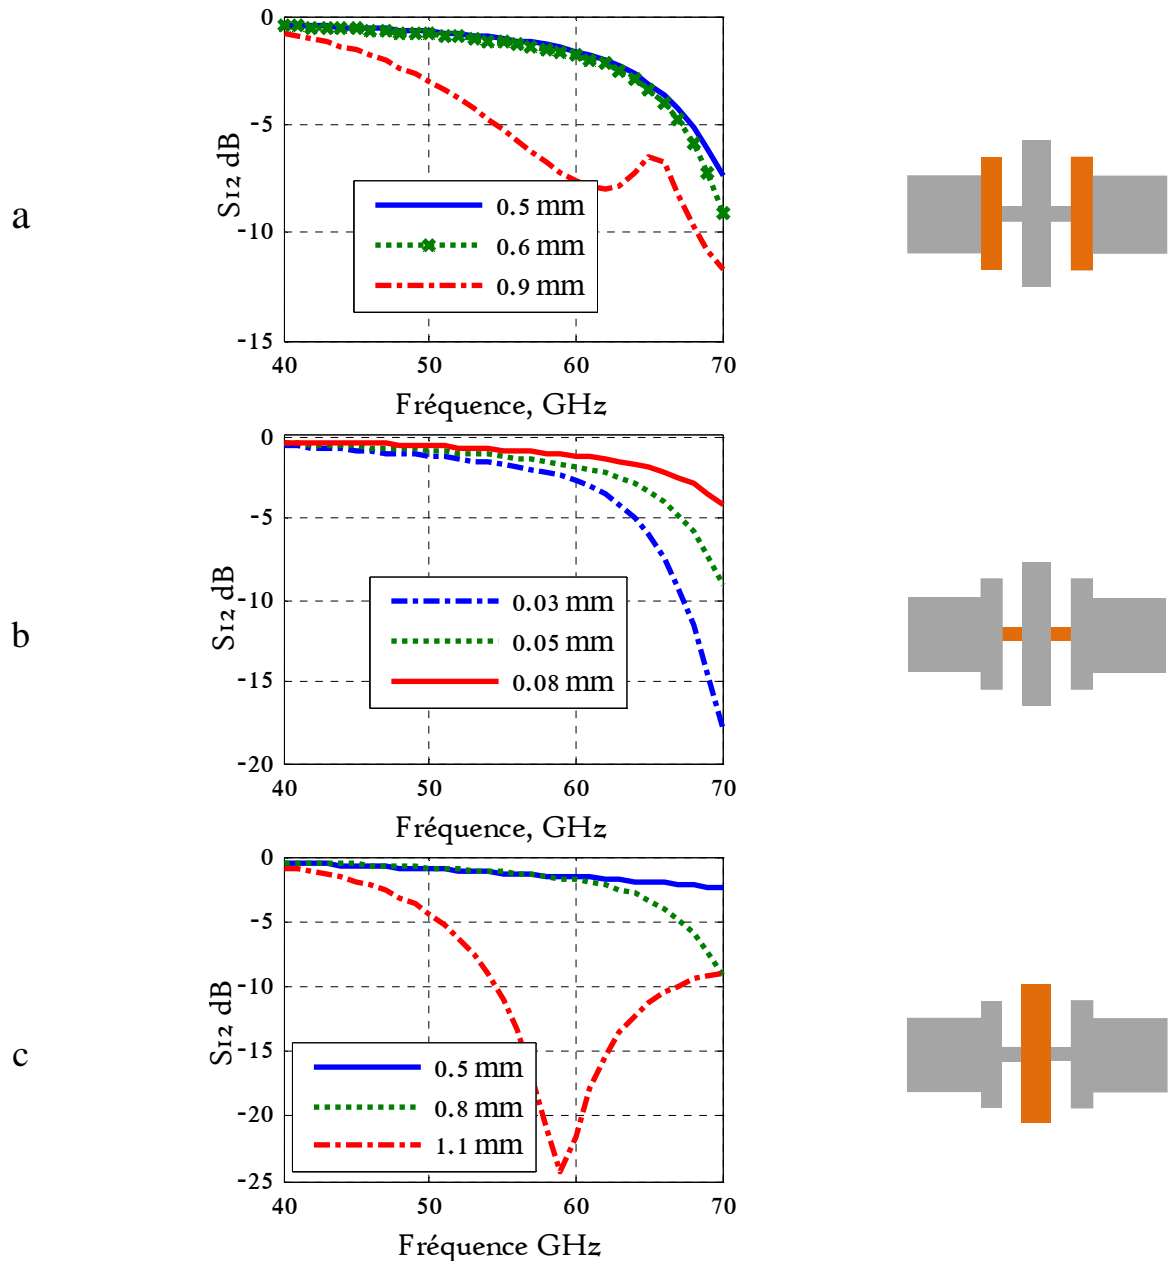 a
0
-5
-10
-15
S12 dB
0.5 mm
0.6 mm
0.9 mm
40 50 60 70
Fréquence, GHz
b
0
-5
-10
-15
-20
S12 dB
0.03 mm
0.05 mm
0.08 mm
40 50 60 70
Fréquence, GHz
c
0
-5
-10
-15
-20
-25
S12 dB
0.5 mm
0.8 mm
1.1 mm
40 50 60 70
Fréquence GHz